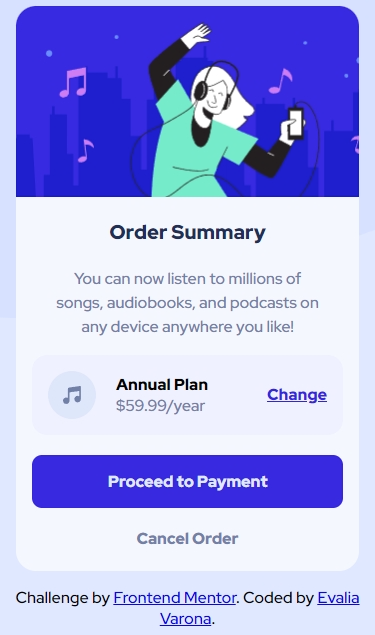 Order Summary
You can now listen to millions of
songs, audiobooks, and podcasts on
any device anywhere you like!
Annual Plan
$59.99/year
Change
Proceed to Payment
Cancel Order
Challenge by Frontend Mentor. Coded by Evalia
Varona.